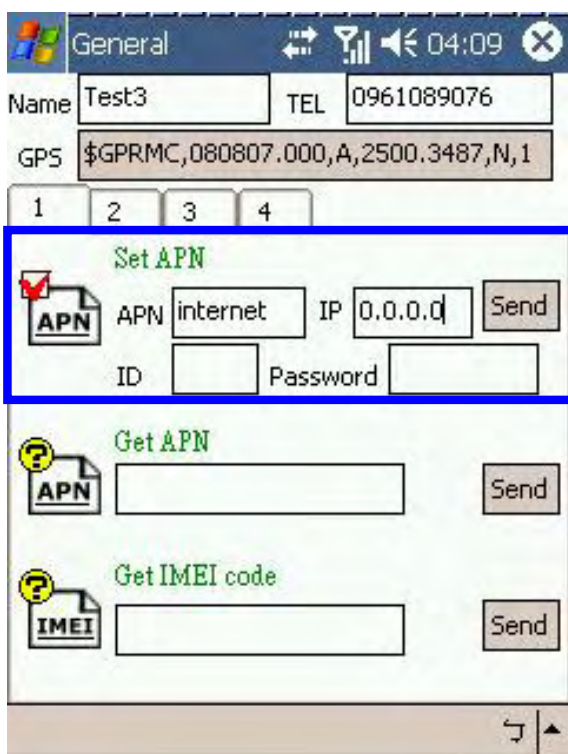 General 04:09
Name Test3 TEL 0961089076
GPS $GPRMC,080807.000,A,2500.3487,N,1
1 2 3 4
Set APN
APN APN internet IP 0.0.0.0 Send
ID Password
Get APN
APN Send
Get IMEI code
IMEI Send